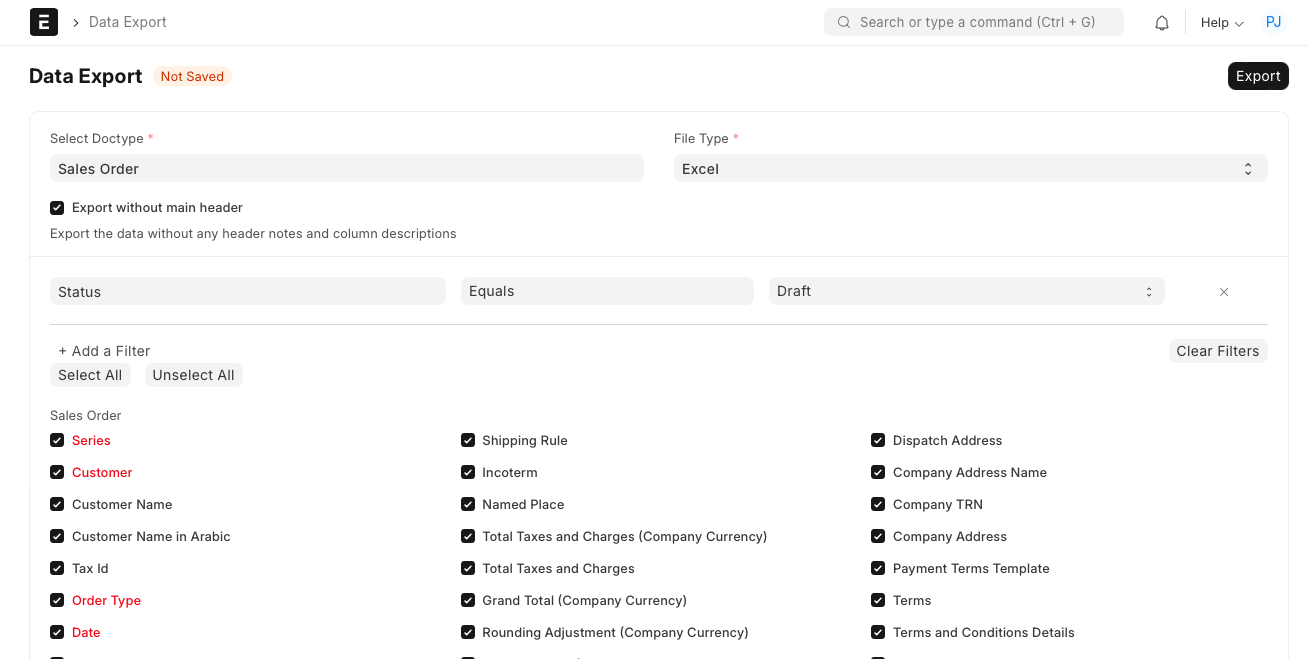 E
Data Export
Search or type a command (Ctrl + G)
Help
PJ
Data Export
Not Saved
Export
Select Doctype *
File Type *
Sales Order
Excel
Export without main header
Export the data without any header notes and column descriptions
Status
Equals
Draft
+ Add a Filter
Clear Filters
Select All
Unselect All
Sales Order
Series
Shipping Rule
Dispatch Address
Customer
Incoterm
Company Address Name
Customer Name
Named Place
Company TRN
Customer Name in Arabic
Total Taxes and Charges (Company Currency)
Company Address
Tax Id
Total Taxes and Charges
Payment Terms Template
Order Type
Grand Total (Company Currency)
Terms
Date
Rounding Adjustment (Company Currency)
Terms and Conditions Details